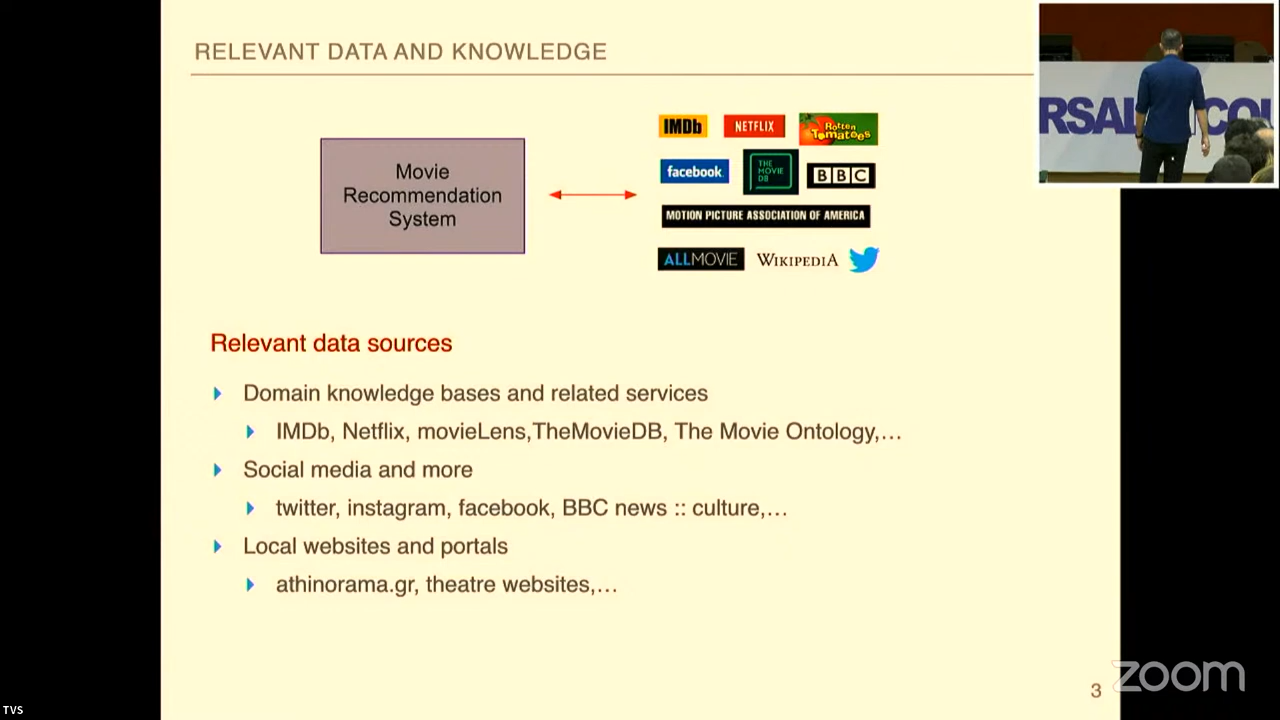 RELEVANT DATA AND KNOWLEDGE
Movie
Recommendation
System
IMDb
NETFLIX
Rotten
Tomatoes
facebook
THE
MOVIE
DB
BBC
MOTION PICTURE ASSOCIATION OF AMERICA
ALLMOVIE
WIKIPEDIA
RSAL
COL
Relevant data sources
Domain knowledge bases and related services
IMDb, Netflix, movieLens,TheMovieDB, The Movie Ontology,…
Social media and more
twitter, instagram, facebook, BBC news :: culture,…
Local websites and portals
athinorama.gr, theatre websites,…
3
zoom
TVS